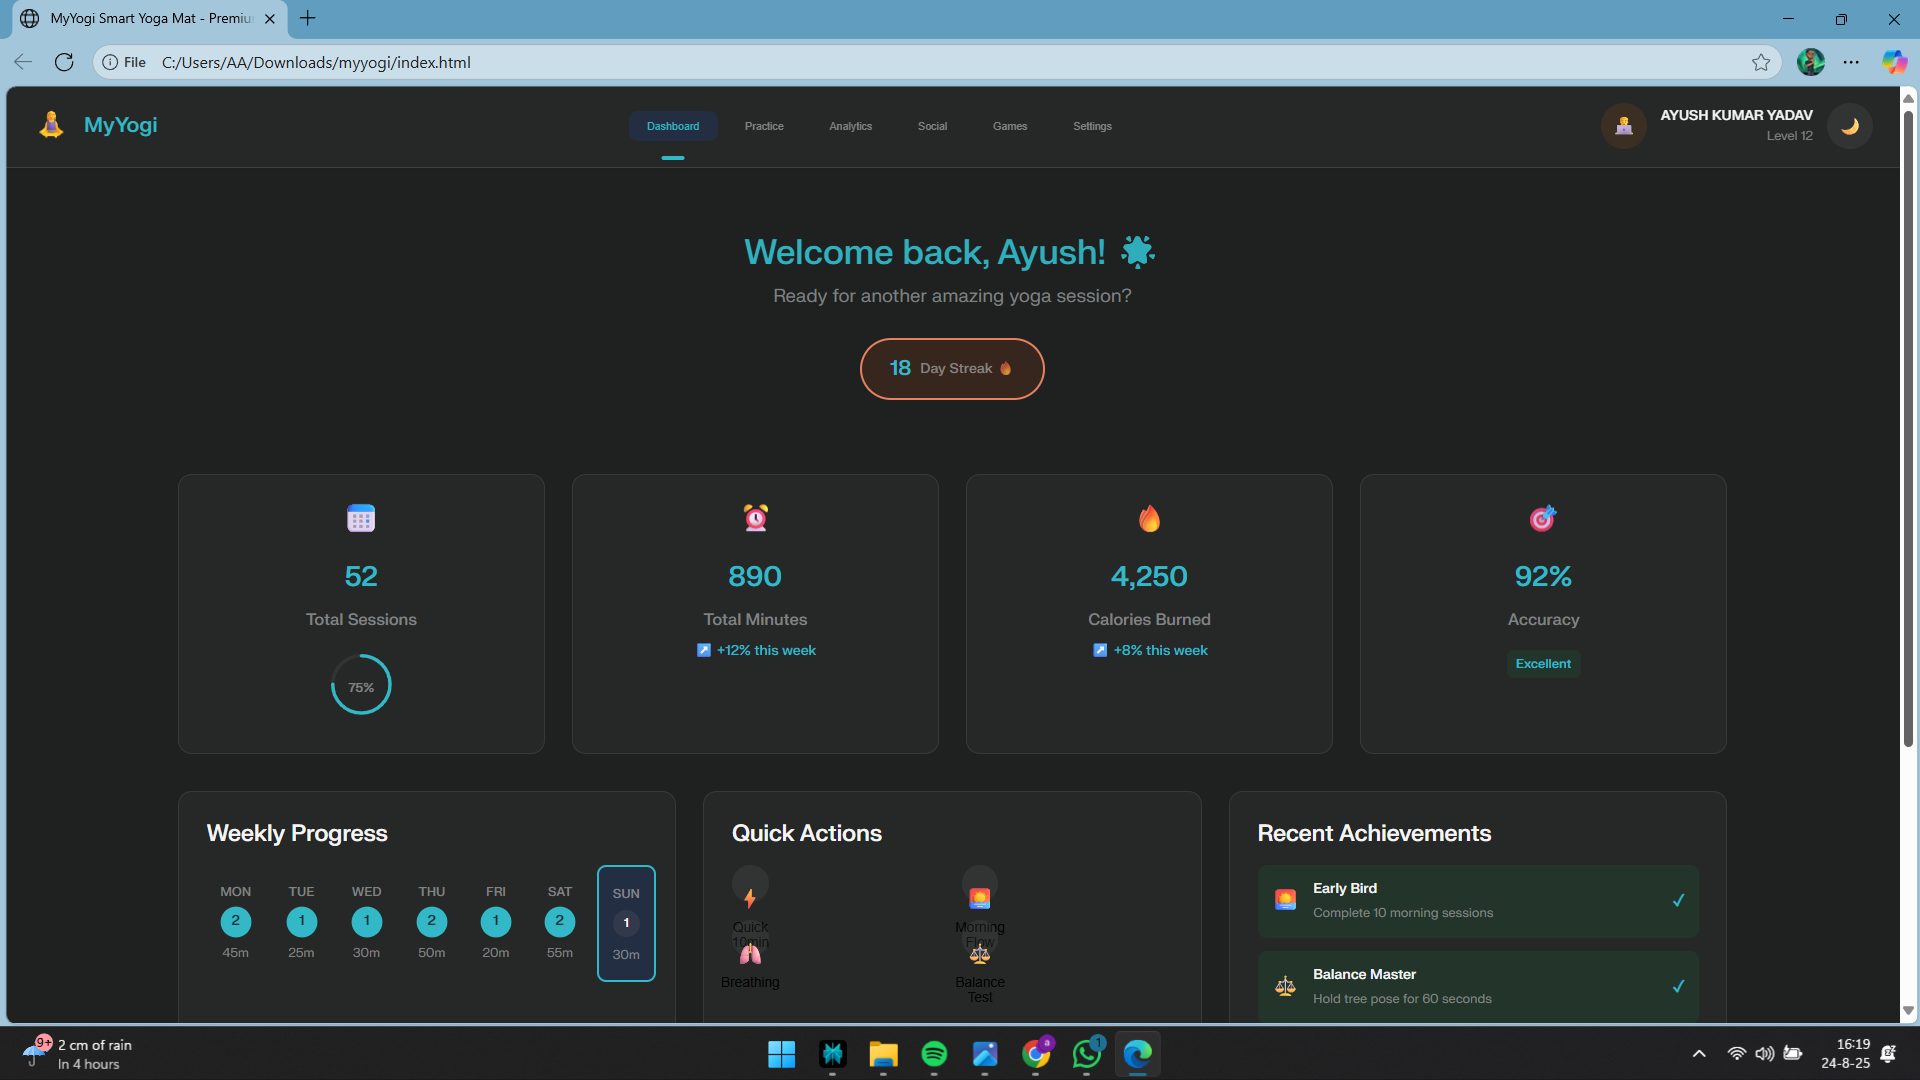 MyYogi Smart Yoga Mat - Premiu
File C:/Users/AA/Downloads/myyogi/index.html
MyYogi
Dashboard
Practice
Analytics
Social
Games
Settings
AYUSH KUMAR YADAV
Level 12
Welcome back, Ayush!
Ready for another amazing yoga session?
18 Day Streak
52
Total Sessions
75%
890
Total Minutes
+12% this week
4,250
Calories Burned
+8% this week
92%
Accuracy
Excellent
Weekly Progress
MON TUE WED THU FRI SAT SUN
2 1 1 2 1 2 1
45m 25m 30m 50m 20m 55m 30m
Quick Actions
Quick
10min
Morning
Flow
Breathing
Balance
Test
Recent Achievements
Early Bird
Complete 10 morning sessions
Balance Master
Hold tree pose for 60 seconds
9+
2 cm of rain
In 4 hours
a
1
16:19
24-8-25